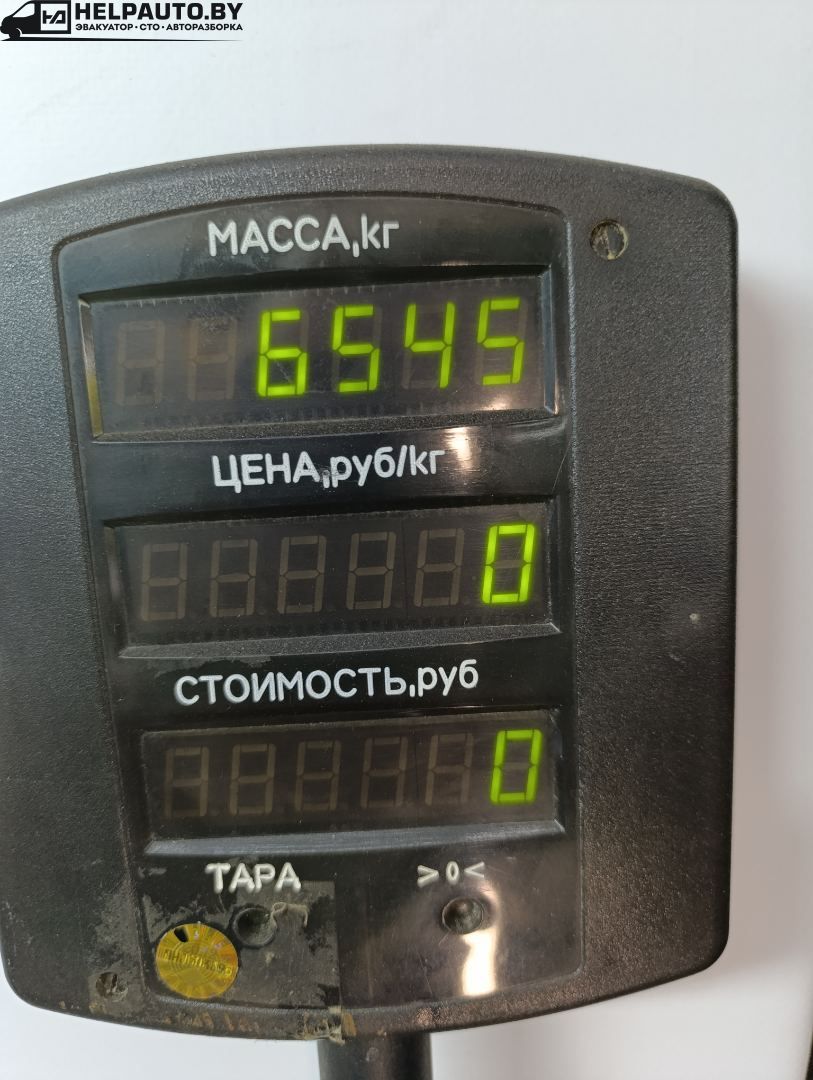 HELPAUTO.BY
ЭВАКУАТОР • СТО • АВТОРАЗБОРКА
МАССА,кг
6545
ЦЕНА,руб/кг
0
СТОИМОСТЬ,руб
0
ТАРА >0<